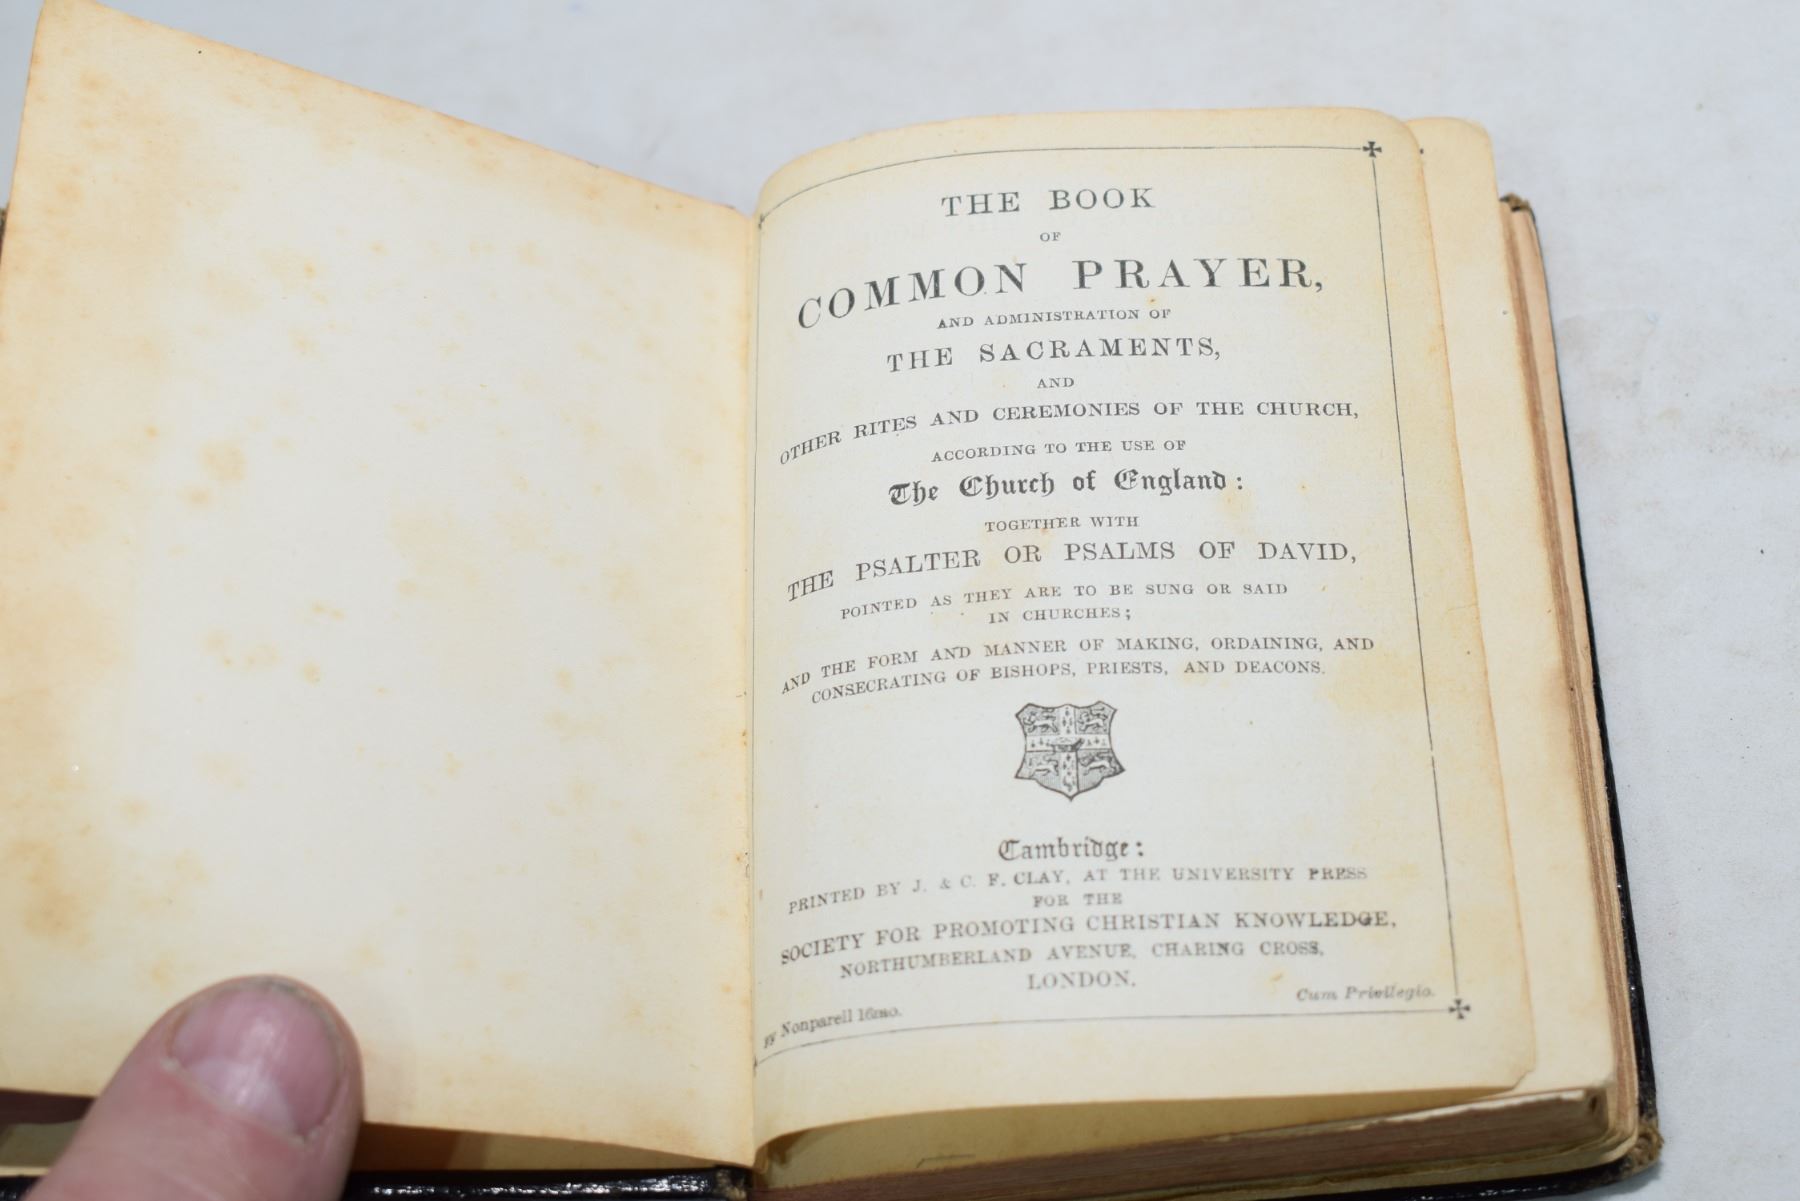 THE BOOK
OF
COMMON PRAYER,
AND ADMINISTRATION OF
THE SACRAMENTS,
AND
OTHER RITES AND CEREMONIES OF THE CHURCH,
ACCORDING TO THE USE OF
The Church of England:
TOGETHER WITH
THE PSALTER OR PSALMS OF DAVID,
POINTED AS THEY ARE TO BE SUNG OR SAID
IN CHURCHES;
AND THE FORM AND MANNER OF MAKING, ORDAINING, AND
CONSECRATING OF BISHOPS, PRIESTS, AND DEACONS.
Cambridge:
PRINTED BY J. & C. F. CLAY, AT THE UNIVERSITY PRESS
FOR THE
SOCIETY FOR PROMOTING CHRISTIAN KNOWLEDGE,
NORTHUMBERLAND AVENUE, CHARING CROSS,
LONDON.
Nonparell 16mo.
Cum Privilegio.